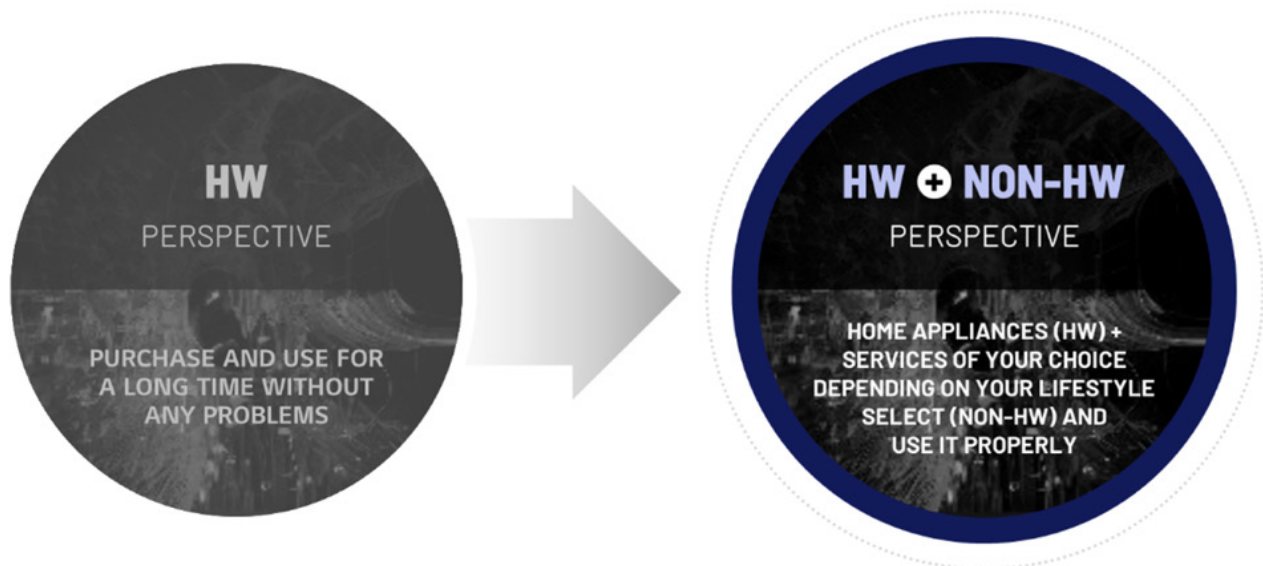 HW
PERSPECTIVE
PURCHASE AND USE FOR
A LONG TIME WITHOUT
ANY PROBLEMS
HW + NON-HW
PERSPECTIVE
HOME APPLIANCES (HW) +
SERVICES OF YOUR CHOICE
DEPENDING ON YOUR LIFESTYLE
SELECT (NON-HW) AND
USE IT PROPERLY